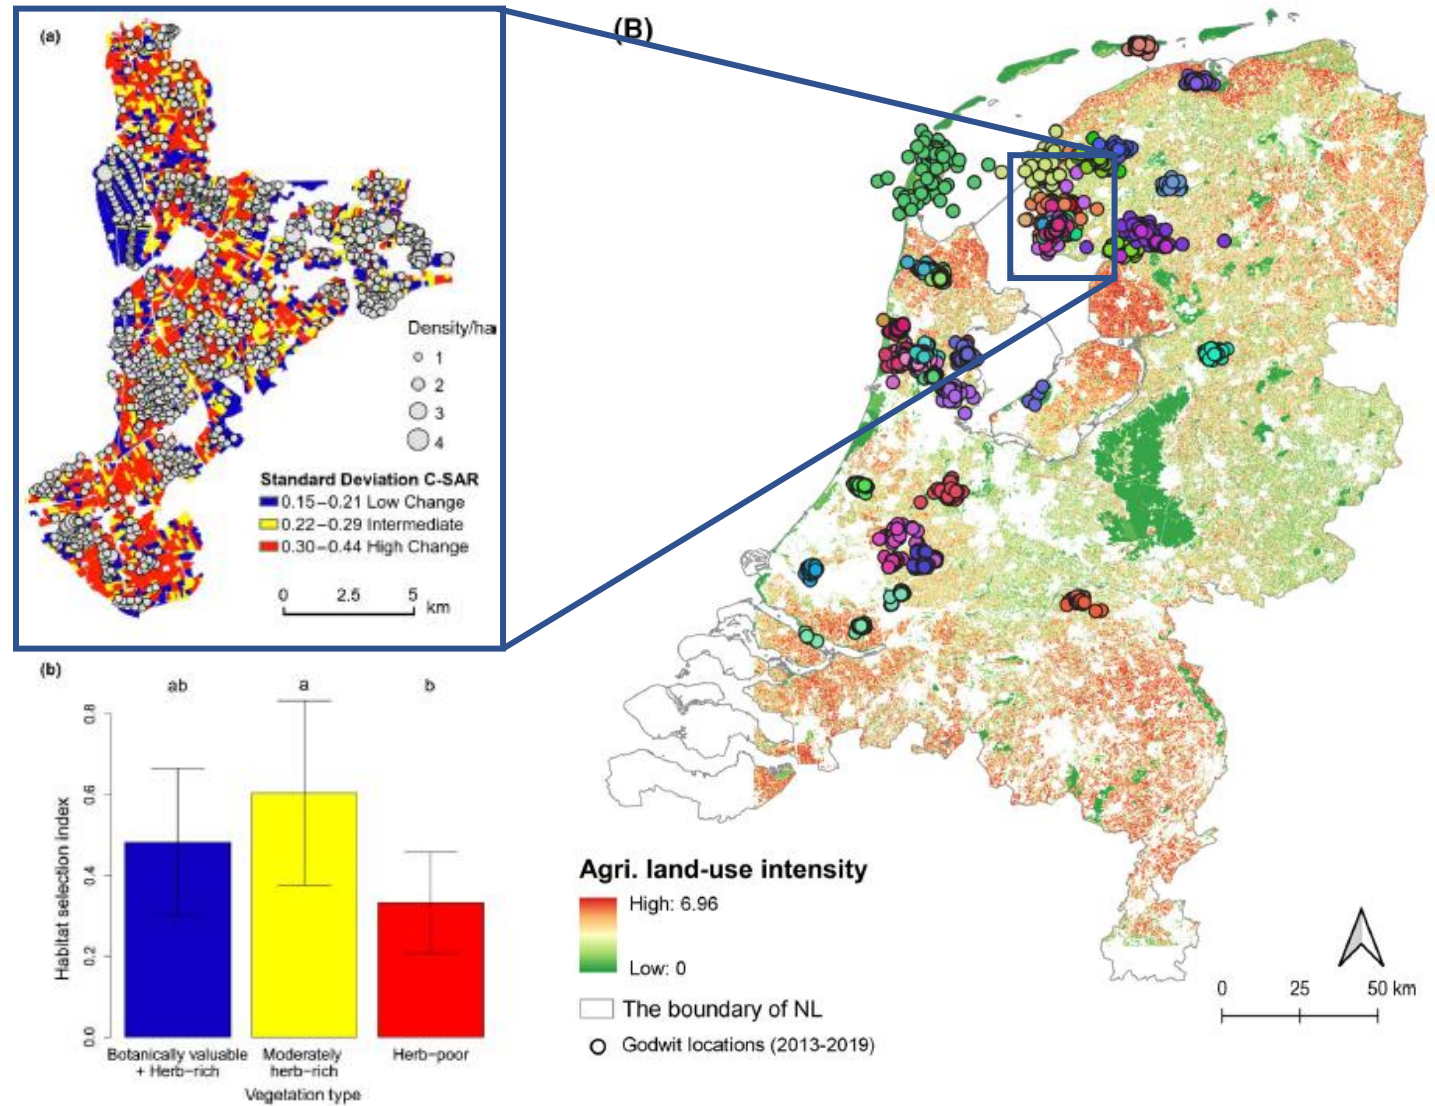 (a)
Density/ha
1
2
3
4
Standard Deviation C-SAR
0.15–0.21 Low Change
0.22–0.29 Intermediate
0.30–0.44 High Change
0 2.5 5 km
(B)
Agri. land-use intensity
High: 6.96
Low: 0
The boundary of NL
Godwit locations (2013-2019)
0 25 50 km
(b)
ab a b
Habitat selection index
0.8
0.6
0.4
0.2
0.0
Botanically valuable
+ Herb–rich
Moderately
herb–rich
Herb–poor
Vegetation type